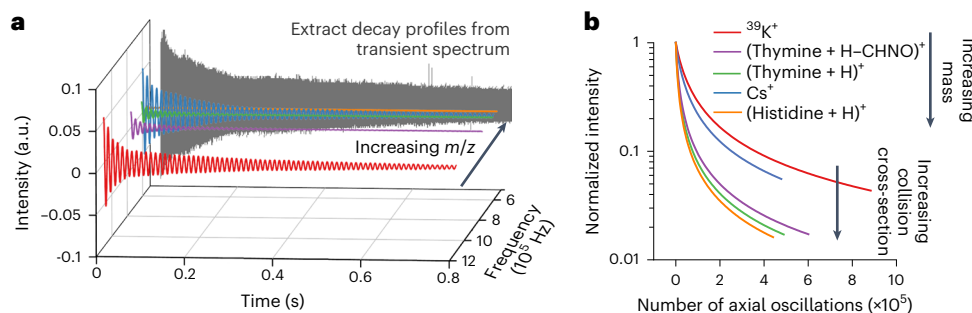 a
Extract decay profiles from
transient spectrum
Intensity (a.u.)
0.1
0.05
0
−0.05
-0.1
Increasing m/z
6
8
10
12
Frequency
(10⁵ Hz)
0
0.2
0.4
0.6
0.8
Time (s)
b
³⁹K⁺
(Thymine + H–CHNO)⁺
(Thymine + H)⁺
Cs⁺
(Histidine + H)⁺
Increasing
mass
Increasing
collision
cross-section
Normalized intensity
1
0.1
0.01
0
2
4
6
8
10
Number of axial oscillations (×10⁵)